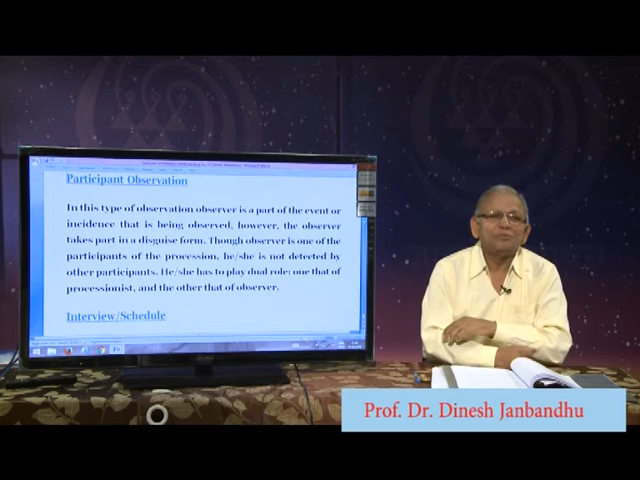 Participant Observation
In this type of observation observer is a part of the event or
incidence that is being observed, however, the observer
takes part in a disguise form. Though observer is one of the
participants of the procession, he/she is not detected by
other participants. He/she has to play dual role: one that of
processionist, and the other that of observer.
Interview/Schedule
Prof. Dr. Dinesh Janbandhu